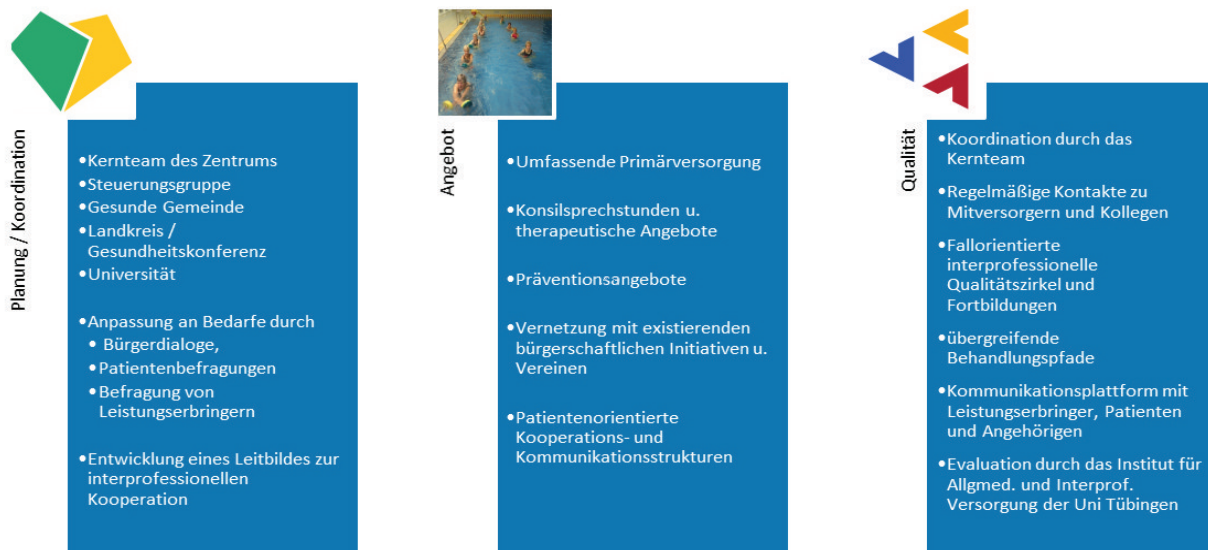 Planung / Koordination
•Kernteam des Zentrums
•Steuerungsgruppe
•Gesunde Gemeinde
•Landkreis /
Gesundheitskonferenz
•Universität
•Anpassung an Bedarfe durch
• Bürgerdialoge,
•Patientenbefragungen
•Befragung von
Leistungserbringern
•Entwicklung eines Leitbildes zur
interprofessionellen
Kooperation
Angebot
•Umfassende Primärversorgung
•Konsilsprechstunden u.
therapeutische Angebote
•Präventionsangebote
•Vernetzung mit existierenden
bürgerschaftlichen Initiativen u.
Vereinen
•Patientenorientierte
Kooperations- und
Kommunikationsstrukturen
Qualität
•Koordination durch das
Kernteam
•Regelmäßige Kontakte zu
Mitversorgern und Kollegen
•Fallorientierte
interprofessionelle
Qualitätszirkel und
Fortbildungen
•übergreifende
Behandlungspfade
•Kommunikationsplattform mit
Leistungserbringer, Patienten
und Angehörigen
•Evaluation durch das Institut für
Allgmed. und Interprof.
Versorgung der Uni Tübingen